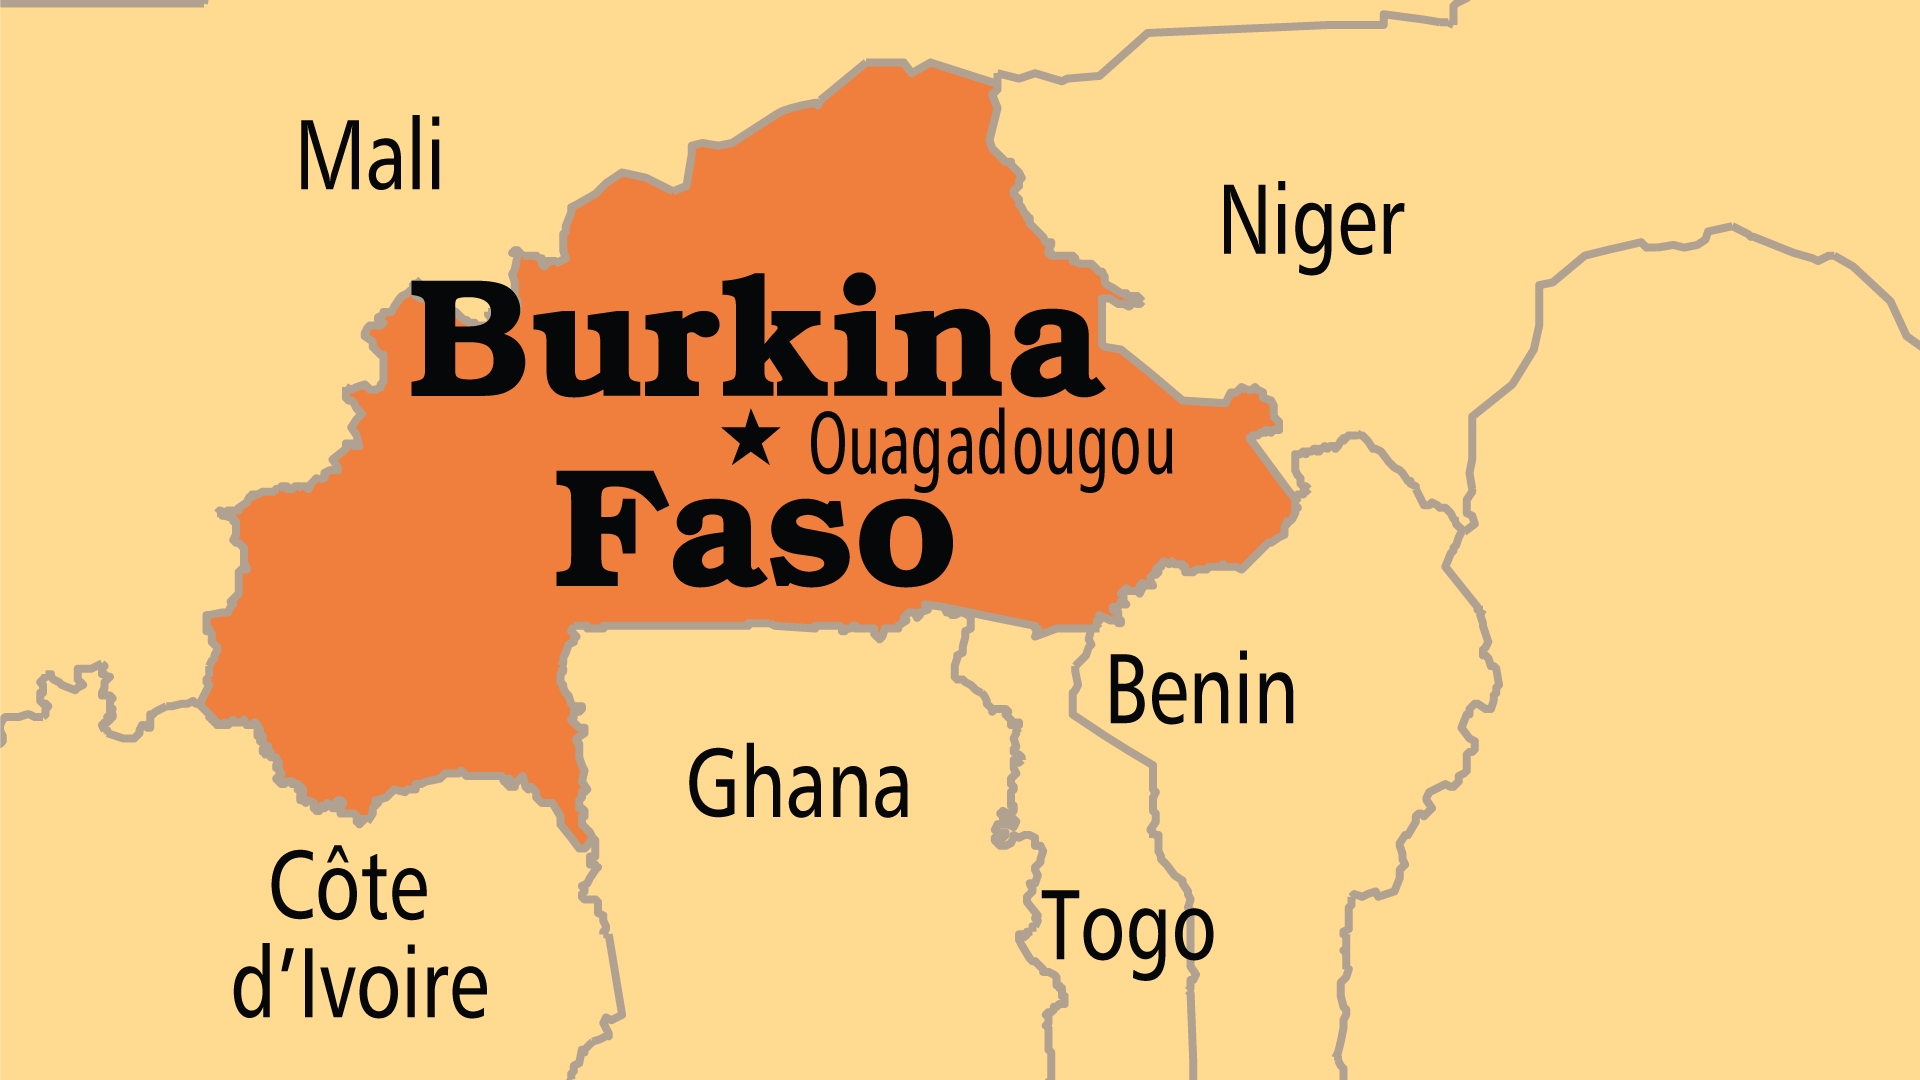 Mali
Niger
Burkina
Ouagadougou
Faso
Benin
Ghana
Côte
d’Ivoire
Togo